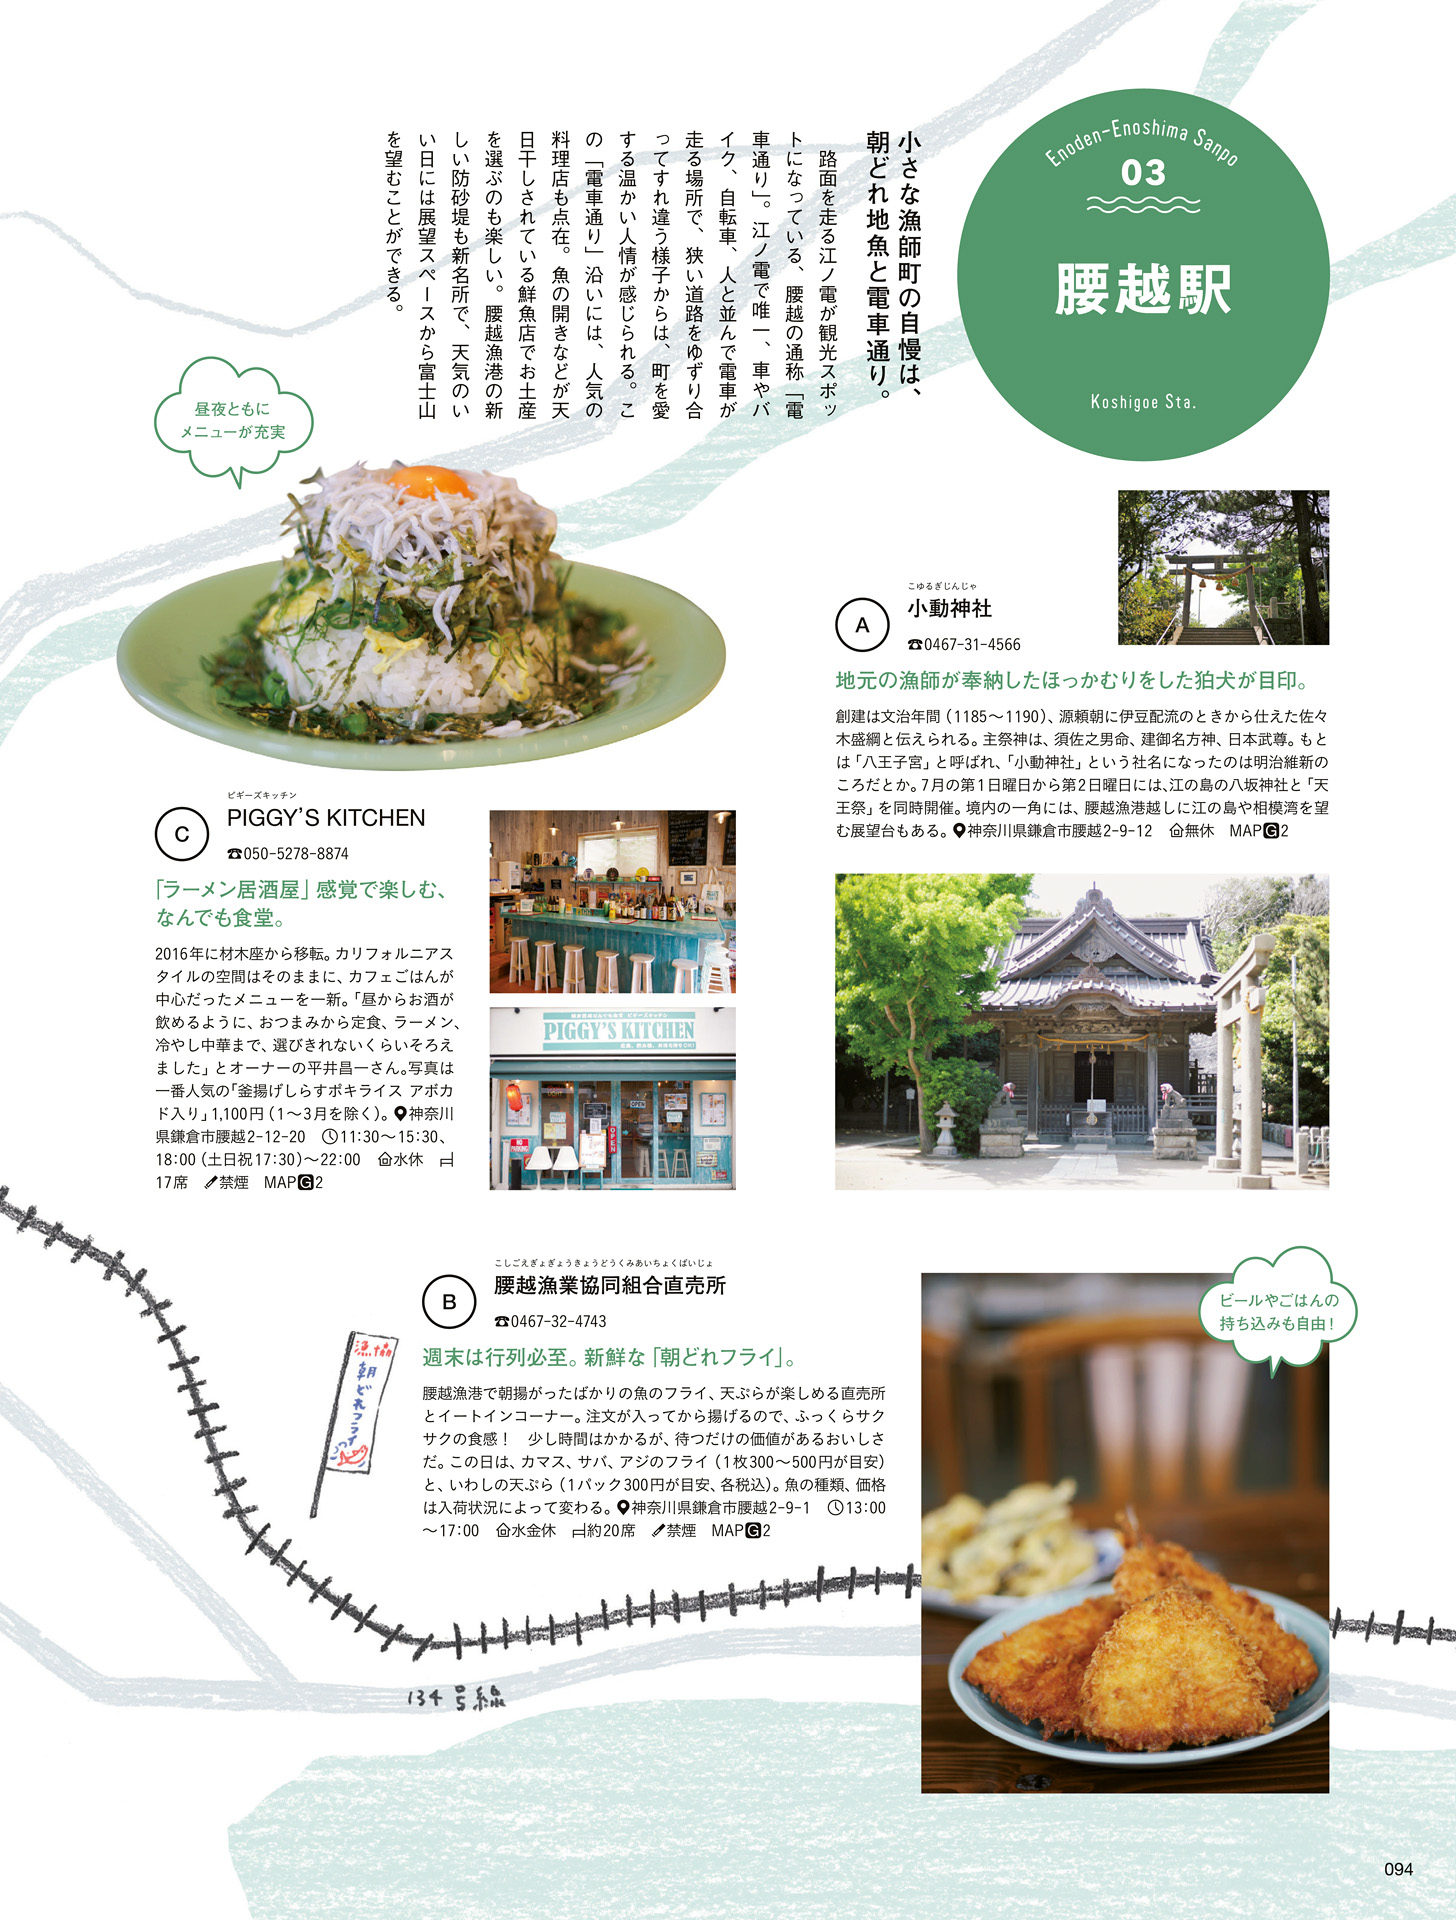 Enoden-Enoshima Sanpo
03
腰越駅
Koshigoe Sta.
小さな漁師町の自慢は、
朝どれ地魚と電車通り。
路面を走る江ノ電が観光スポッ
トになっている、腰越の通称「電
車通り」。江ノ電で唯一、車やバ
イク、自転車、人と並んで電車が
走る場所で、狭い道路をゆずり合
ってすれ違う様子からは、町を愛
する温かい人情が感じられる。こ
の「電車通り」沿いには、人気の
料理店も点在。魚の開きなどが天
日干しされている鮮魚店でお土産
を選ぶのも楽しい。腰越漁港の新
しい防砂堤も新名所で、天気のい
い日には展望スペースから富士山
を望むことができる。
昼夜ともに
メニューが充実
A
こゆるぎじんじゃ
小動神社
☎0467-31-4566
地元の漁師が奉納したほっかむりをした狛犬が目印。
創建は文治年間（1185〜1190）、源頼朝に伊豆配流のときから仕えた佐々
木盛綱と伝えられる。主祭神は、須佐之男命、建御名方神、日本武尊。もと
は「八王子宮」と呼ばれ、「小動神社」という社名になったのは明治維新の
ころだとか。7月の第1日曜日から第2日曜日には、江の島の八坂神社と「天
王祭」を同時開催。境内の一角には、腰越漁港越しに江の島や相模湾を望
む展望台もある。神奈川県鎌倉市腰越2-9-12　無休　MAP G 2
C
ピギーズキッチン
PIGGY'S KITCHEN
☎050-5278-8874
「ラーメン居酒屋」感覚で楽しむ、
なんでも食堂。
2016年に材木座から移転。カリフォルニアス
タイルの空間はそのままに、カフェごはんが
中心だったメニューを一新。「昼からお酒が
飲めるように、おつまみから定食、ラーメン、
冷やし中華まで、選びきれないくらいそろえ
ました」とオーナーの平井昌一さん。写真は
一番人気の「釜揚げしらすポキライス アボカ
ド入り」1,100円（1〜3月を除く）。神奈川
県鎌倉市腰越2-12-20　11:30〜15:30、
18:00（土日祝17:30）〜22:00　水休
17席　禁煙　MAP G 2
PIGGY'S KITCHEN
OPEN
OPEN
B
こしごえぎょぎょうきょうどうくみあいちょくばいじょ
腰越漁業協同組合直売所
☎0467-32-4743
週末は行列必至。新鮮な「朝どれフライ」。
腰越漁港で朝揚がったばかりの魚のフライ、天ぷらが楽しめる直売所
とイートインコーナー。注文が入ってから揚げるので、ふっくらサク
サクの食感！　少し時間はかかるが、待つだけの価値があるおいしさ
だ。この日は、カマス、サバ、アジのフライ（1枚300〜500円が目安）
と、いわしの天ぷら（1パック300円が目安、各税込）。魚の種類、価格
は入荷状況によって変わる。神奈川県鎌倉市腰越2-9-1　13:00
〜17:00　水金休　約20席　禁煙　MAP G 2
ビールやごはんの
持ち込みも自由！
漁協
朝どれフライ
134号線
094